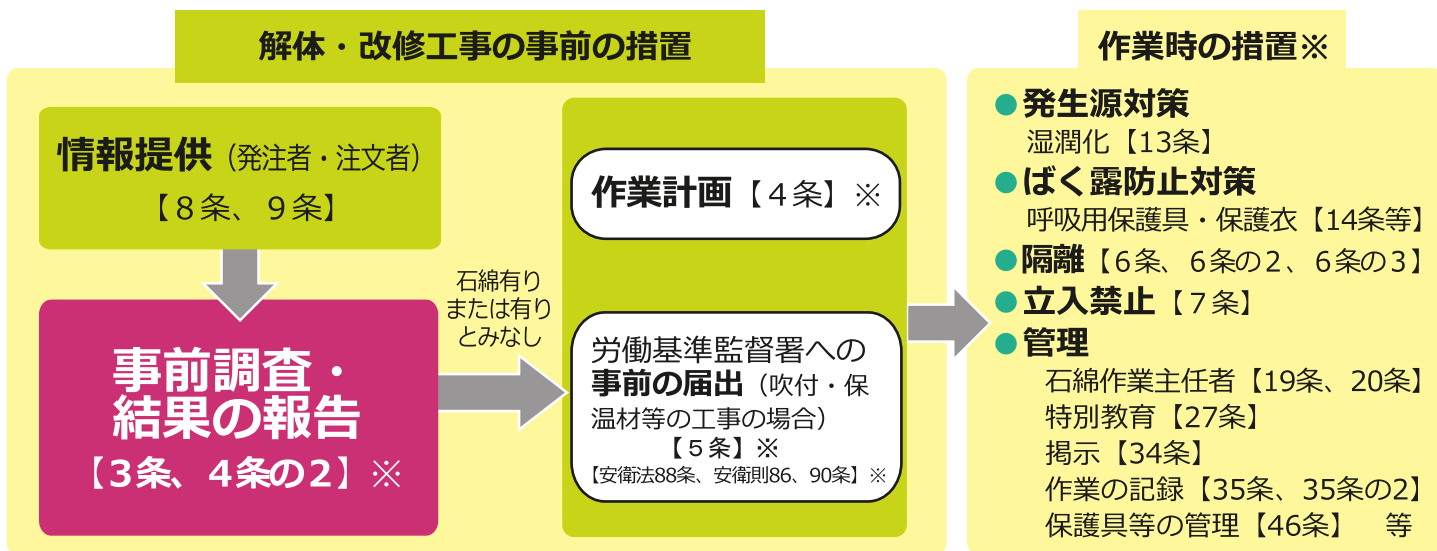 解体・改修工事の事前の措置
情報提供（発注者・注文者）
【８条、９条】
事前調査・
結果の報告
【３条、４条の２】※
石綿有り
または有り
とみなし
作業計画【４条】※
労働基準監督署への
事前の届出（吹付・保
温材等の工事の場合）
【５条】※
【安衛法88条、安衛則86、90条】※
作業時の措置※
●発生源対策
湿潤化【13条】
●ばく露防止対策
呼吸用保護具・保護衣【14条等】
●隔離【６条、６条の２、６条の３】
●立入禁止【７条】
●管理
石綿作業主任者【19条、20条】
特別教育【27条】
掲示【34条】
作業の記録【35条、35条の2】
保護具等の管理【46条】　等